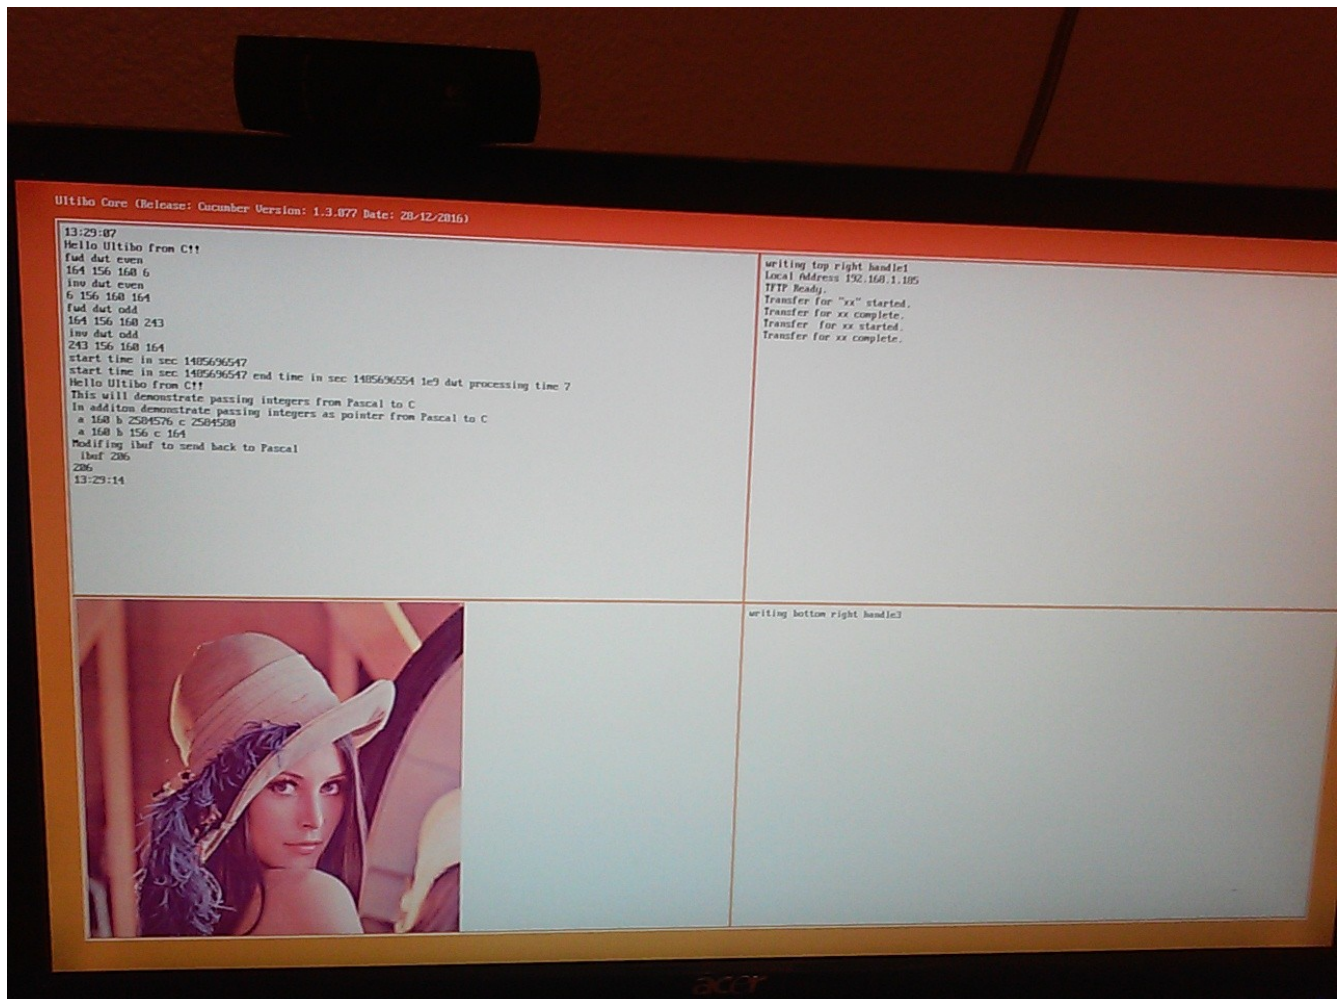 Ultibo Core (Release: Cucumber Version: 1.3.077 Date: 28/12/2016)
13:29:07
Hello Ultibo from C!!
fwd dwt even
164 156 160 6
inv dwt even
6 156 160 164
fwd dwt odd
164 156 160 243
inv dwt odd
243 156 160 164
start time in sec 1485696547
start time in sec 1485696547 end time in sec 1485696554 1e9 dwt processing time 7
Hello Ultibo from C!!
This will demonstrate passing integers from Pascal to C
In additon demonstrate passing integers as pointer from Pascal to C
a 160 b 2584576 c 2584580
a 160 b 156 c 164
Modifing ibuf to send back to Pascal
ibuf 206
206
13:29:14
writing top right handle1
Local Address 192.168.1.185
TFTP Ready.
Transfer for "xx" started.
Transfer for xx complete.
Transfer for xx started.
Transfer for xx complete.
writing bottom right handle3
acer